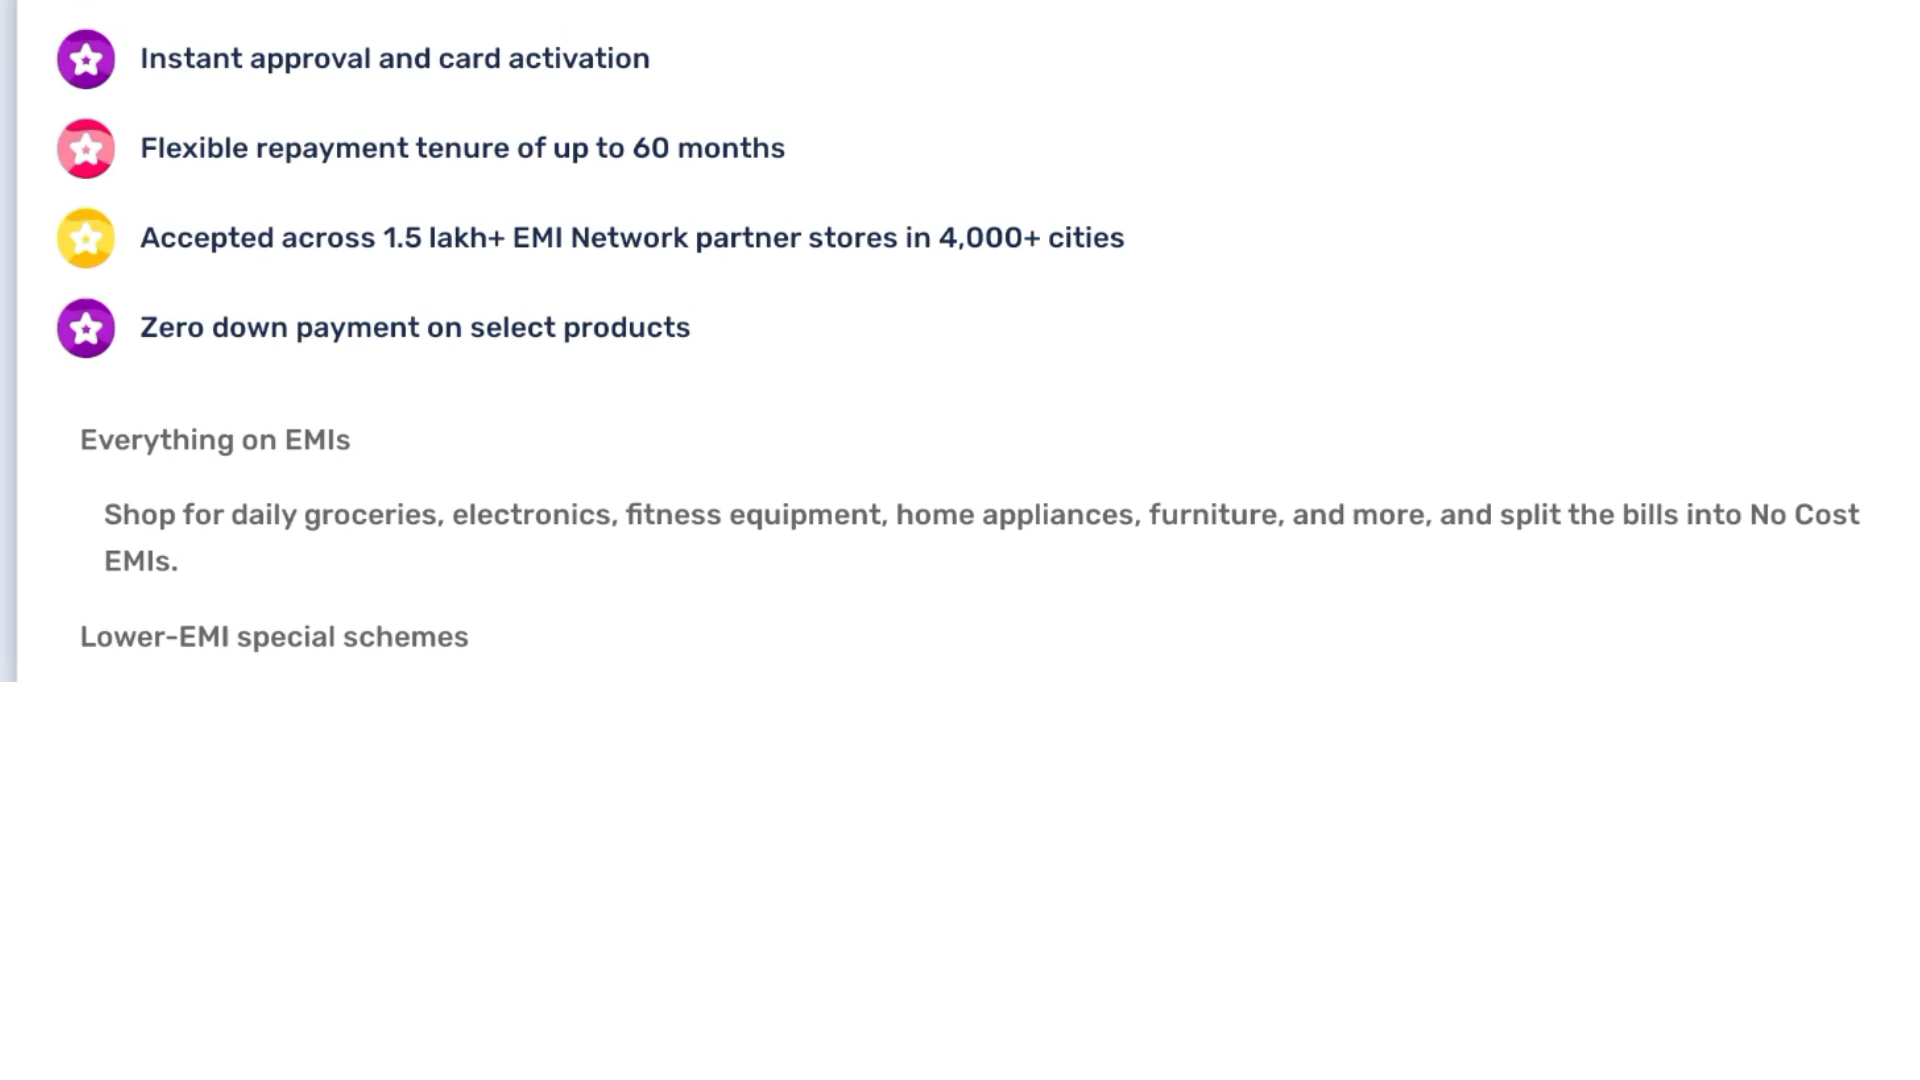 Instant approval and card activation
Flexible repayment tenure of up to 60 months
Accepted across 1.5 lakh+ EMI Network partner stores in 4,000+ cities
Zero down payment on select products
Everything on EMIs
Shop for daily groceries, electronics, fitness equipment, home appliances, furniture, and more, and split the bills into No Cost
EMIs.
Lower-EMI special schemes